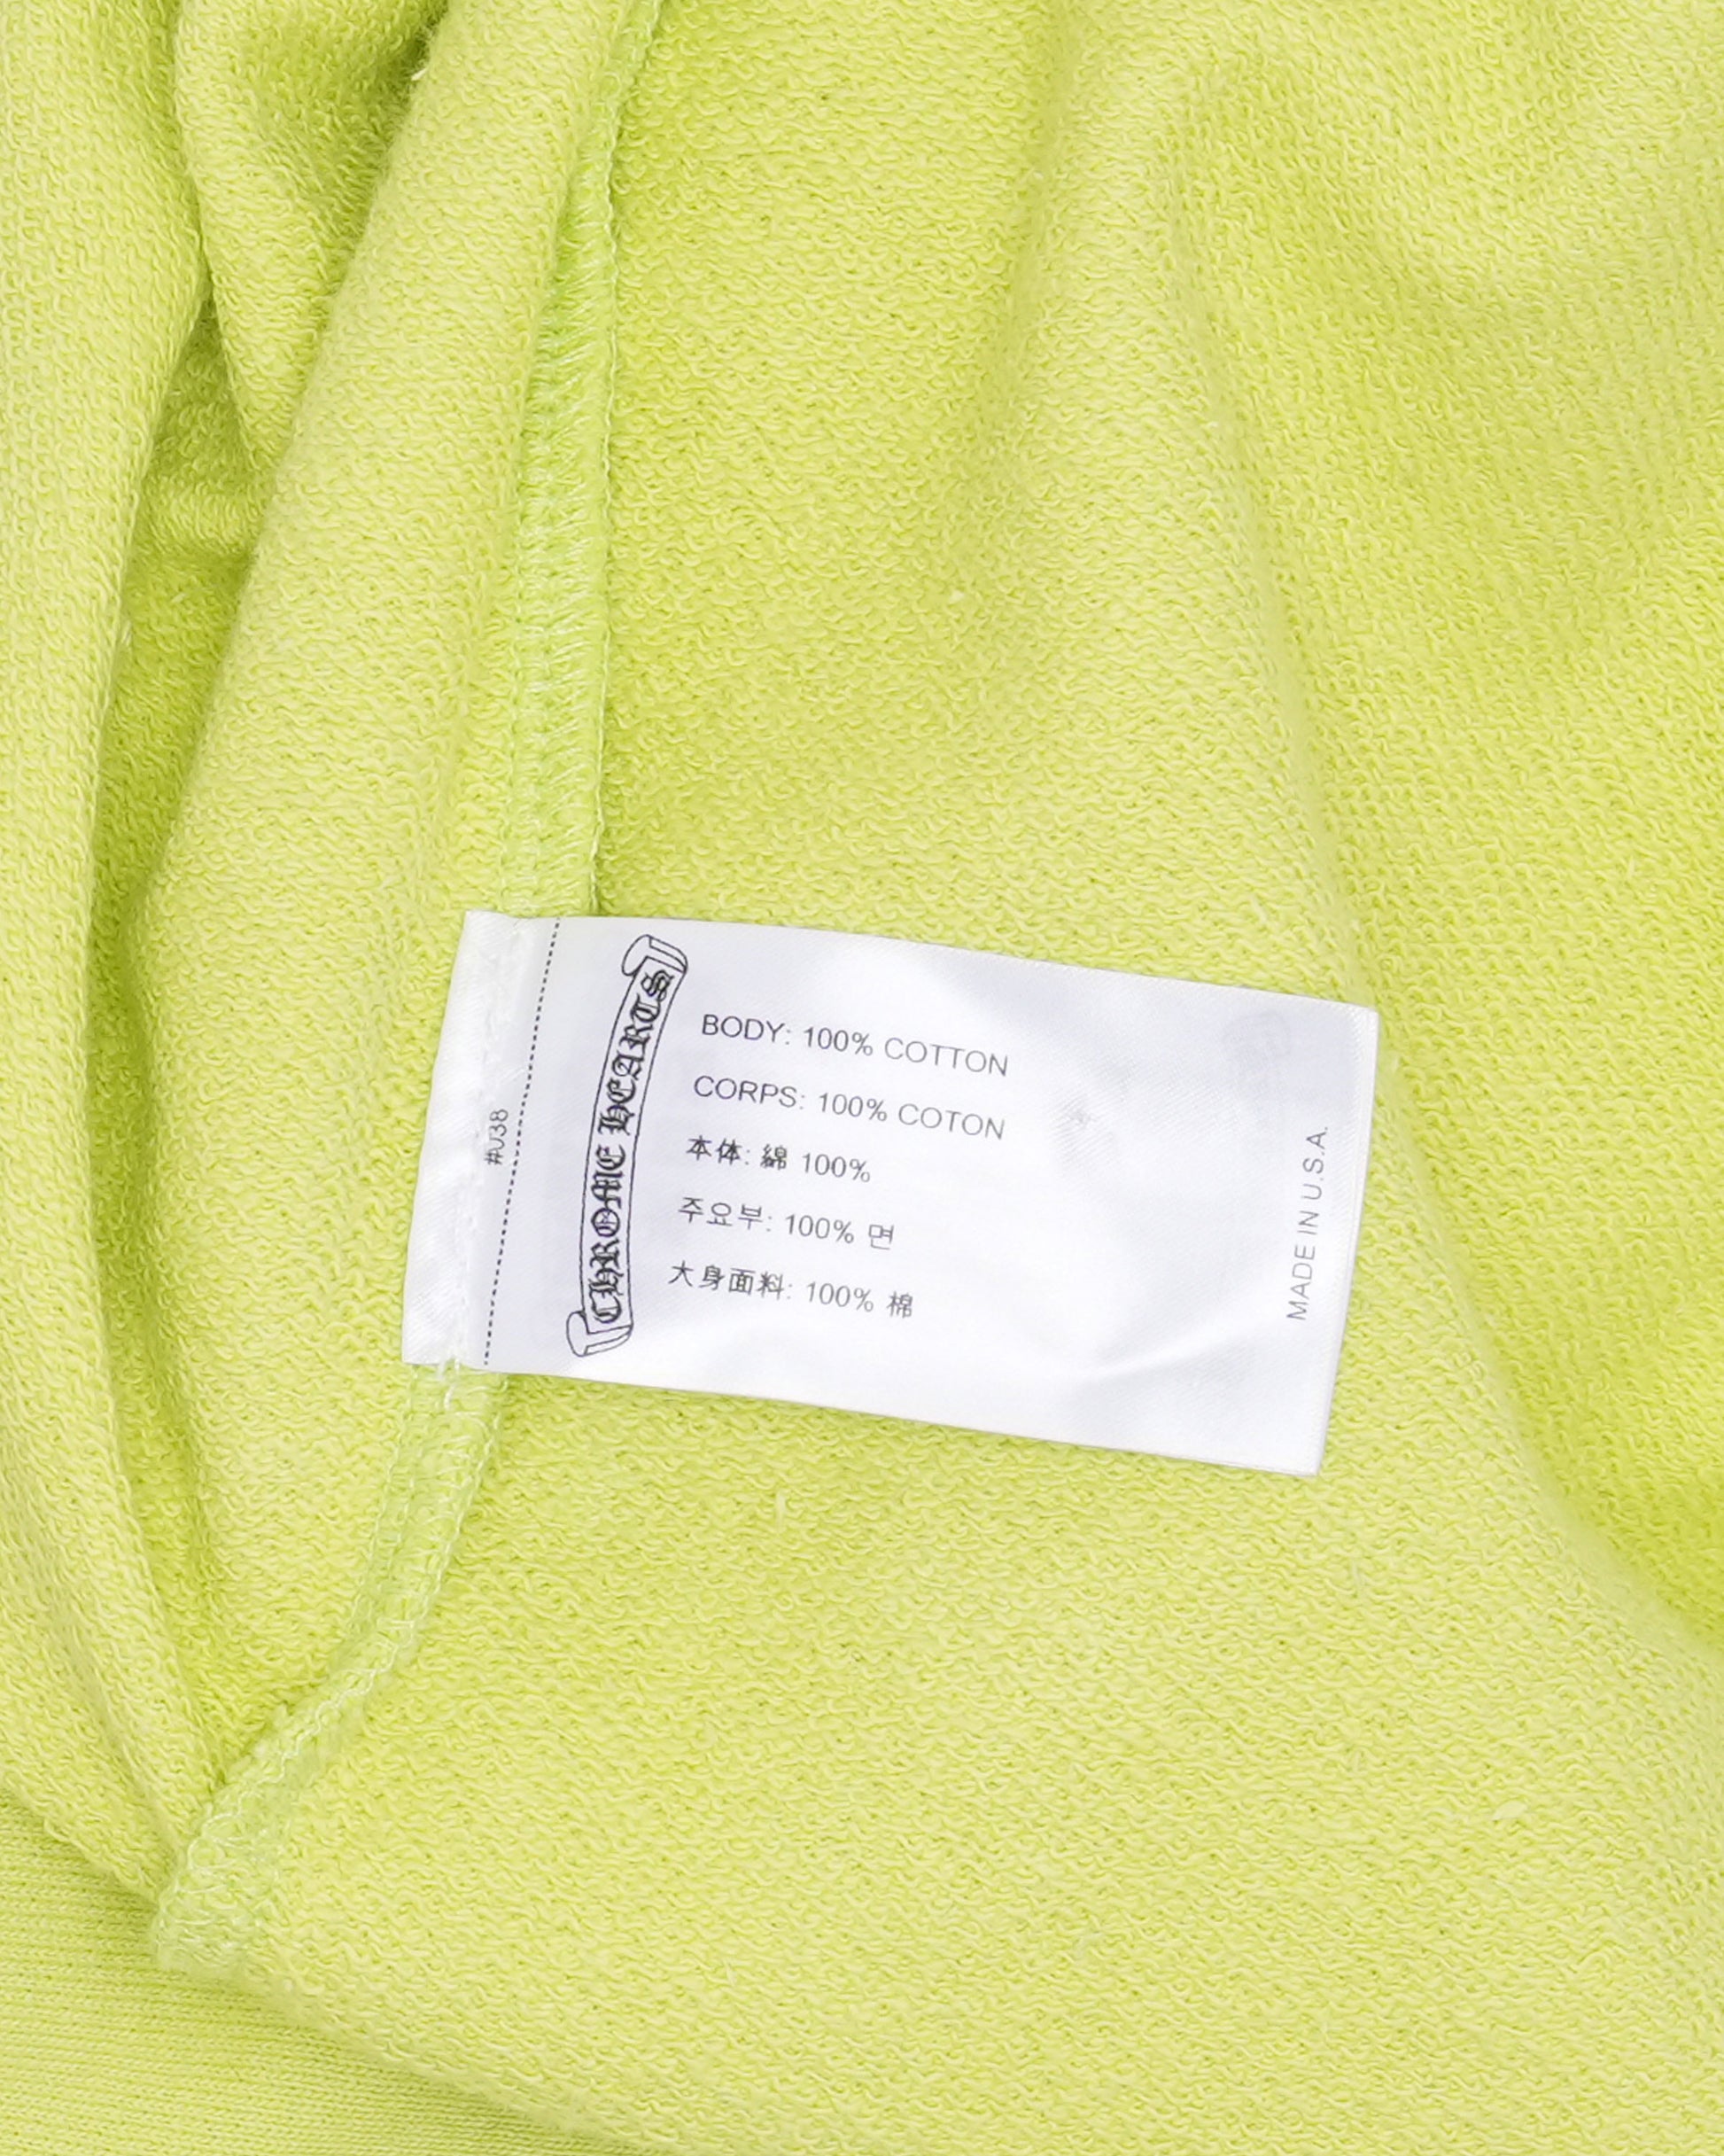 #038
CHROME HEARTS
BODY: 100% COTTON
CORPS: 100% COTON
本体: 綿 100%
주요부: 100% 면
大身面料: 100% 棉
MADE IN U.S.A.